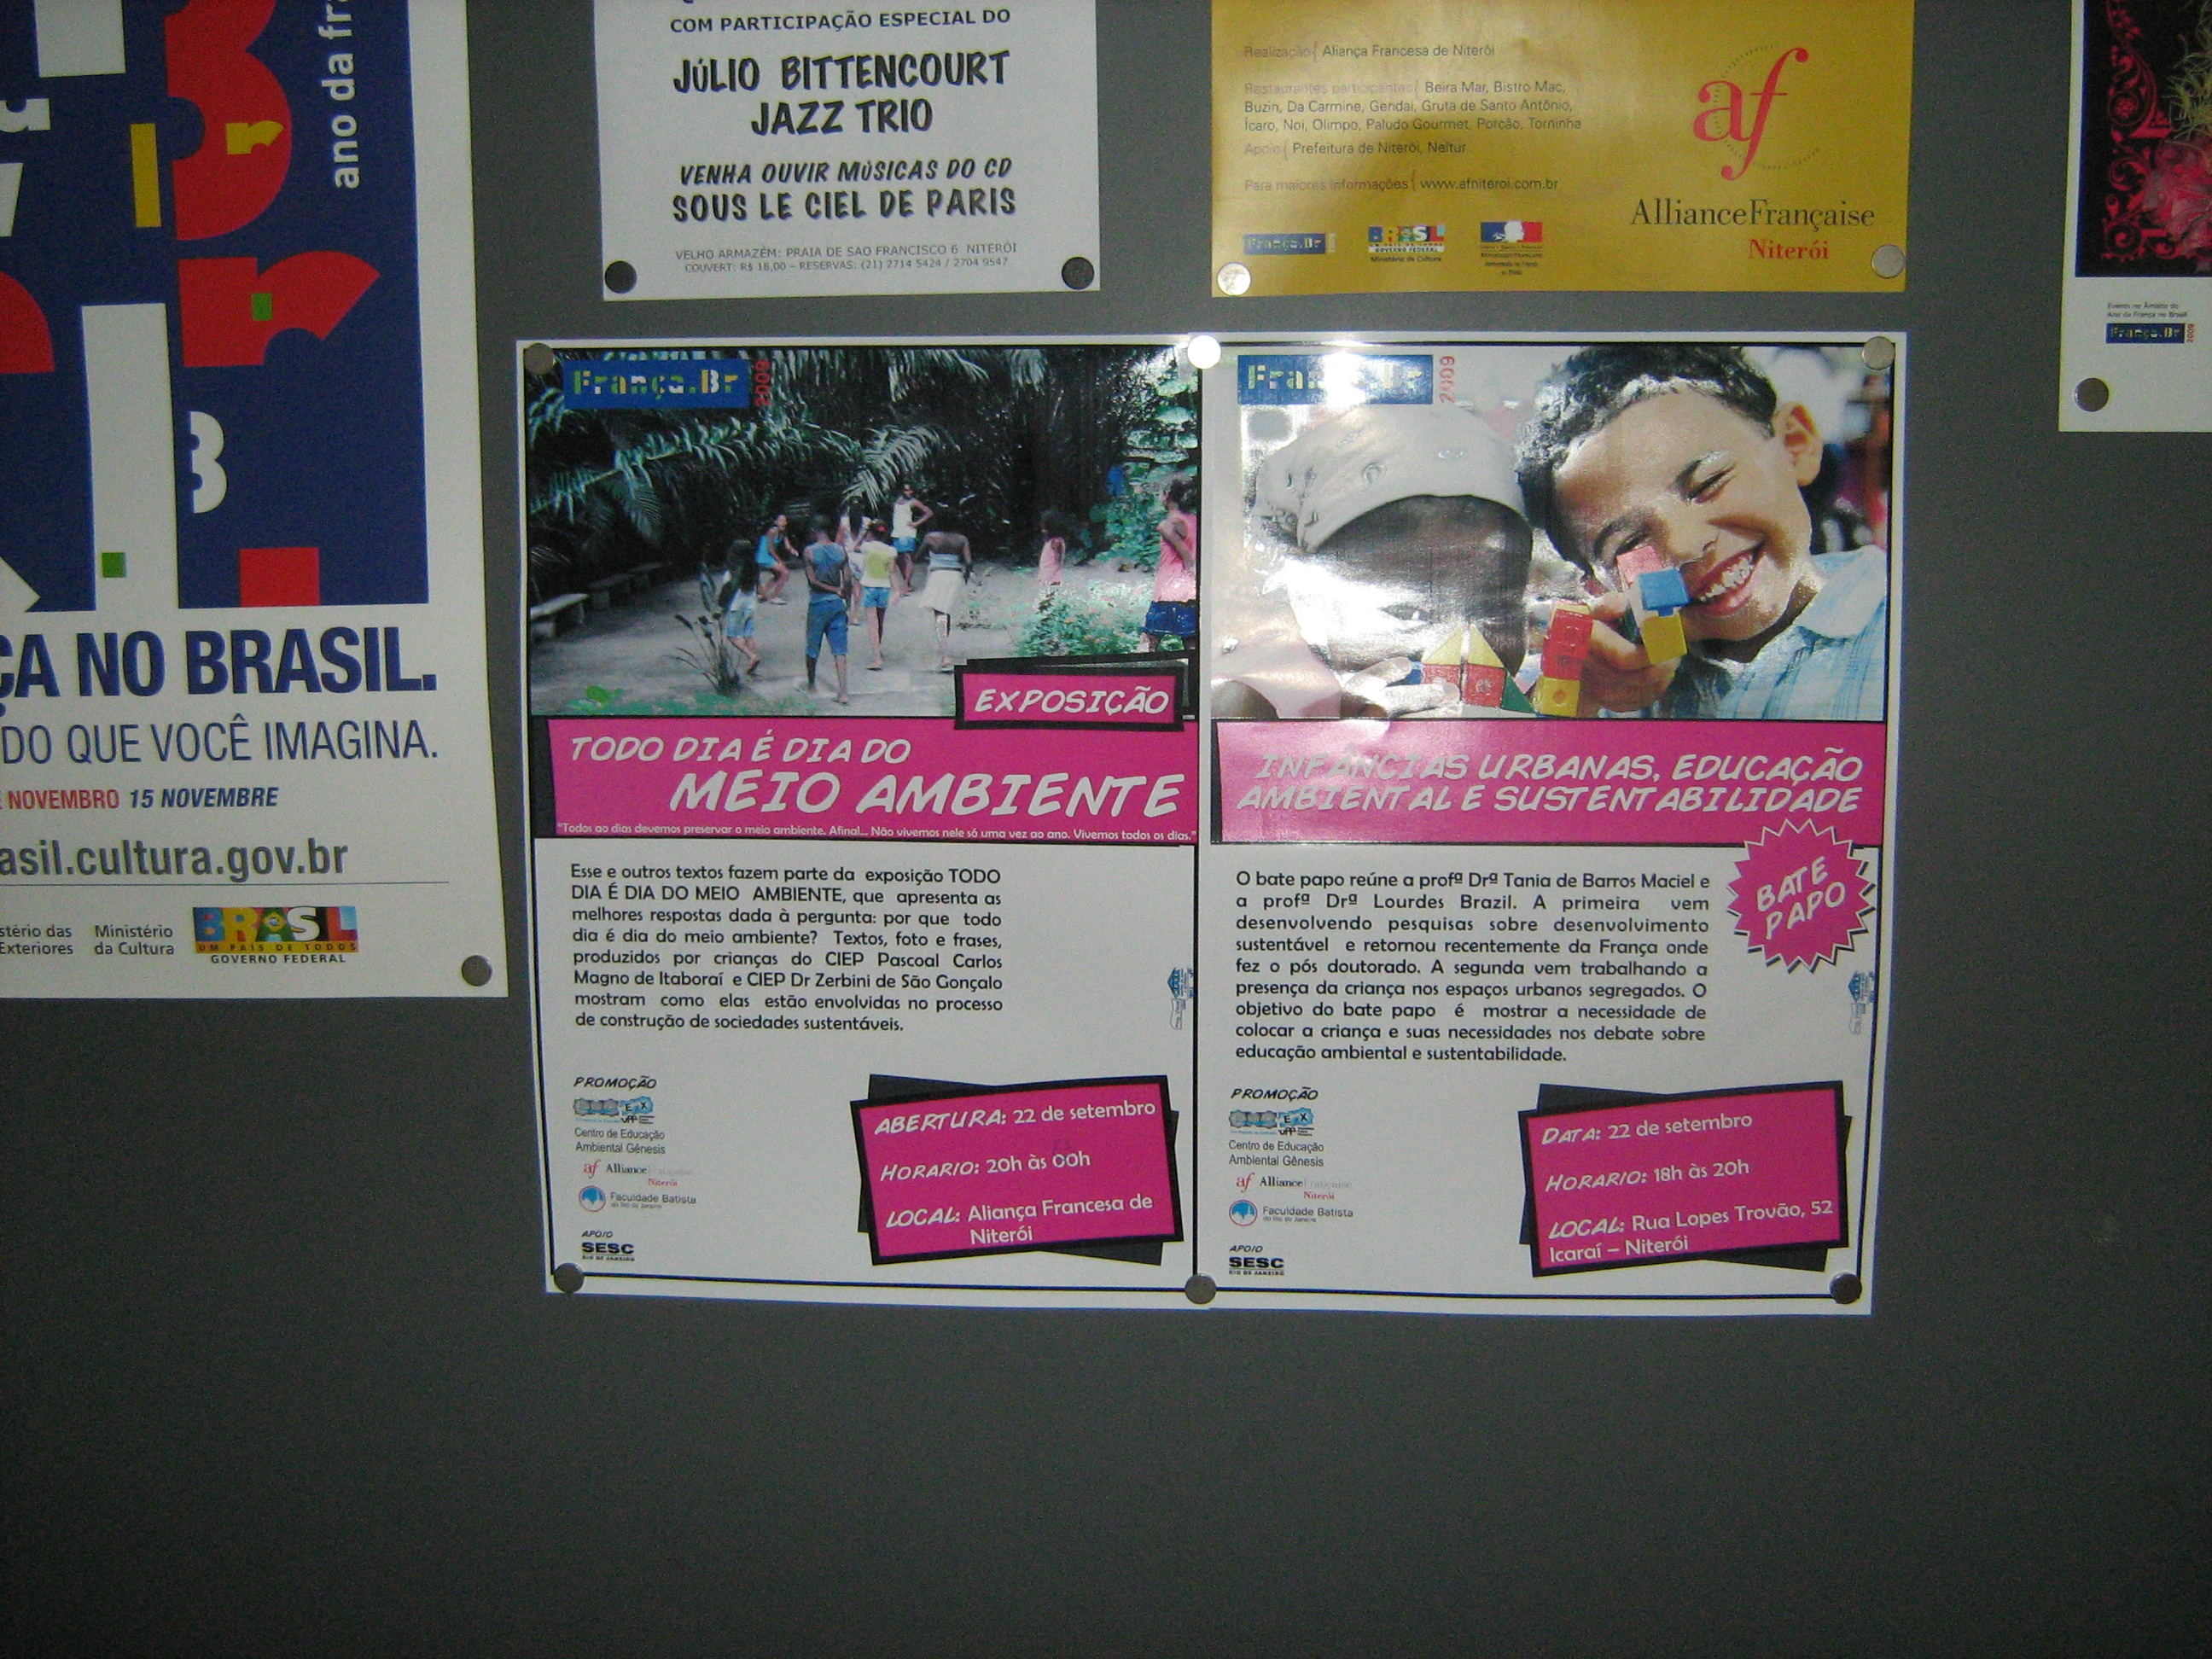 ano da fr
ÇA NO BRASIL.
DO QUE VOCÊ IMAGINA.
NOVEMBRO 15 NOVEMBRE
asil.cultura.gov.br
stério das
Exteriores
Ministério
da Cultura
BRASIL
UM PAÍS DE TODOS
GOVERNO FEDERAL
COM PARTICIPAÇÃO ESPECIAL DO
JÚLIO BITTENCOURT
JAZZ TRIO
VENHA OUVIR MÚSICAS DO CD
SOUS LE CIEL DE PARIS
VELHO ARMAZÉM: PRAIA DE SAO FRANCISCO 6 NITERÓI
COUVERT: R$ 18,00 – RESERVAS: (21) 2714 5424 / 2704 9547
Realização{ Aliança Francesa de Niterói
Restaurantes participantes{ Beira Mar, Bistro Mac,
Buzin, Da Carmine, Gendai, Gruta de Santo Antônio,
Ícaro, Noi, Olimpo, Paludo Gourmet, Porcão, Torninha
Apoio{ Prefeitura de Niterói, Neltur
Para maiores informações{ www.afniteroi.com.br
França.Br
BRASIL
GOVERNO FEDERAL
Ministério da Cultura
af
AllianceFrançaise
Niterói
Evento no Âmbito do
Ano da França no Brasil
França.Br 2009
França.Br 2009
EXPOSIÇÃO
TODO DIA É DIA DO
MEIO AMBIENTE
"Todos ao dias devemos preservar o meio ambiente. Afinal... Não vivemos nele só uma vez ao ano. Vivemos todos os dias."
Esse e outros textos fazem parte da exposição TODO
DIA É DIA DO MEIO AMBIENTE, que apresenta as
melhores respostas dada à pergunta: por que todo
dia é dia do meio ambiente? Textos, foto e frases,
produzidos por crianças do CIEP Pascoal Carlos
Magno de Itaboraí e CIEP Dr Zerbini de São Gonçalo
mostram como elas estão envolvidas no processo
de construção de sociedades sustentáveis.
PROMOÇÃO
Centro de Educação
Ambiental Gênesis
af Alliance Française
Niterói
Faculdade Batista
do Rio de Janeiro
APOIO
SESC
RIO DE JANEIRO
ABERTURA: 22 de setembro
HORARIO: 20h às 00h
LOCAL: Aliança Francesa de
Niterói
França.Br 2009
INFÂNCIAS URBANAS, EDUCAÇÃO
AMBIENTAL E SUSTENTABILIDADE
BATE
PAPO
O bate papo reúne a profª Drª Tania de Barros Maciel e
a profª Drª Lourdes Brazil. A primeira vem
desenvolvendo pesquisas sobre desenvolvimento
sustentável e retornou recentemente da França onde
fez o pós doutorado. A segunda vem trabalhando a
presença da criança nos espaços urbanos segregados. O
objetivo do bate papo é mostrar a necessidade de
colocar a criança e suas necessidades nos debate sobre
educação ambiental e sustentabilidade.
PROMOÇÃO
Centro de Educação
Ambiental Gênesis
af Alliance Française
Niterói
Faculdade Batista
do Rio de Janeiro
APOIO
SESC
RIO DE JANEIRO
DATA: 22 de setembro
HORARIO: 18h às 20h
LOCAL: Rua Lopes Trovão, 52
Icaraí – Niterói